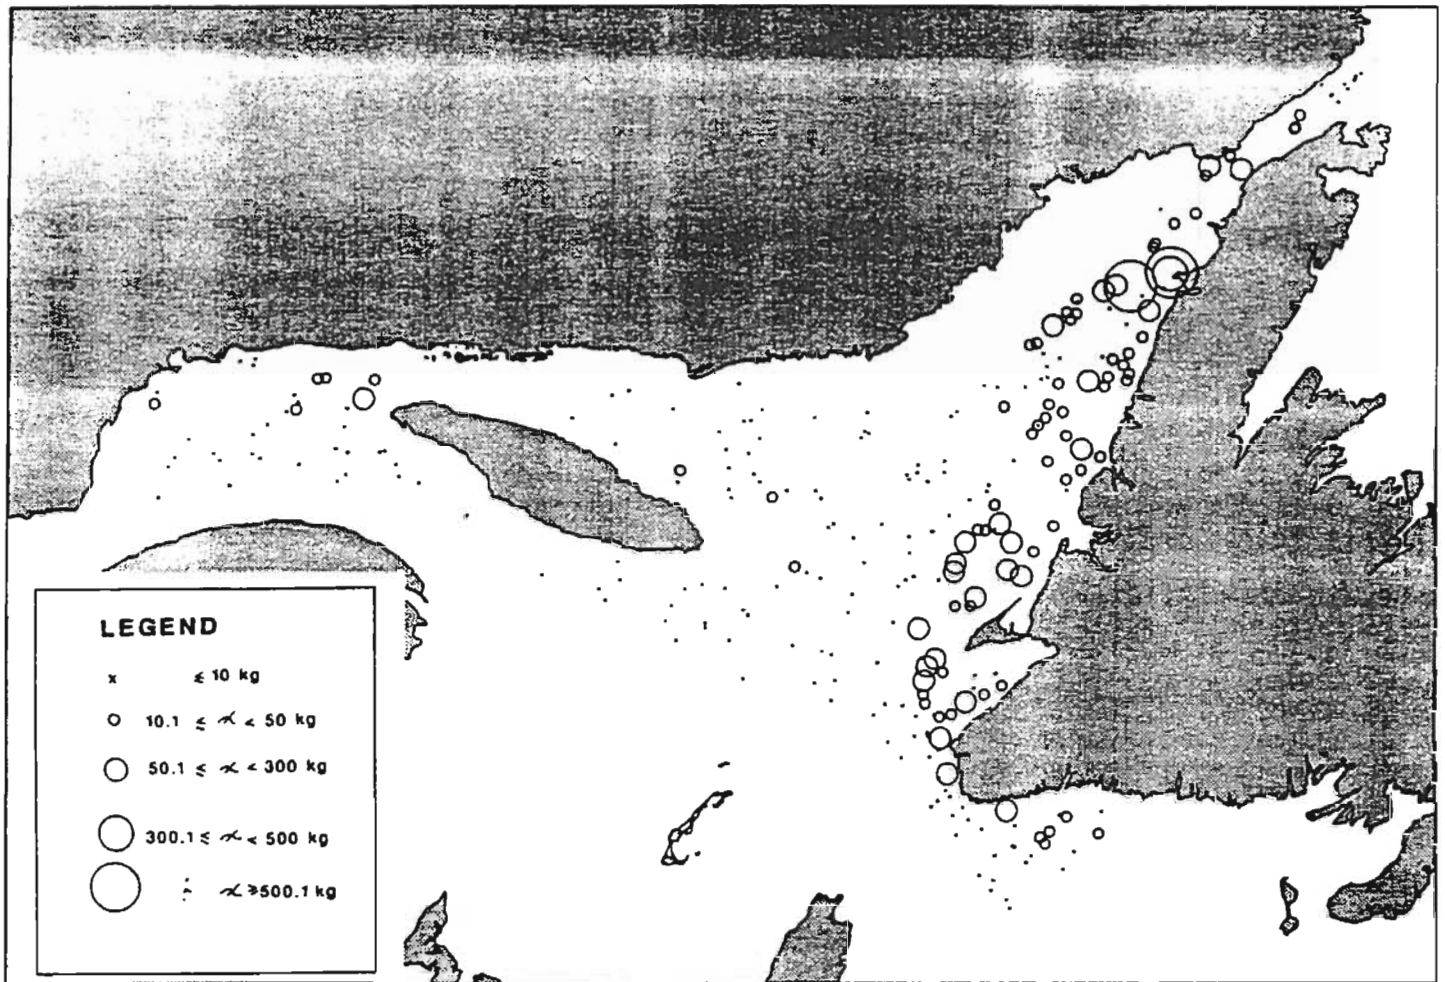 LEGEND
x ≤ 10 kg
10.1 ≤ x < 50 kg
50.1 ≤ x < 300 kg
300.1 ≤ x < 500 kg
x ≥500.1 kg